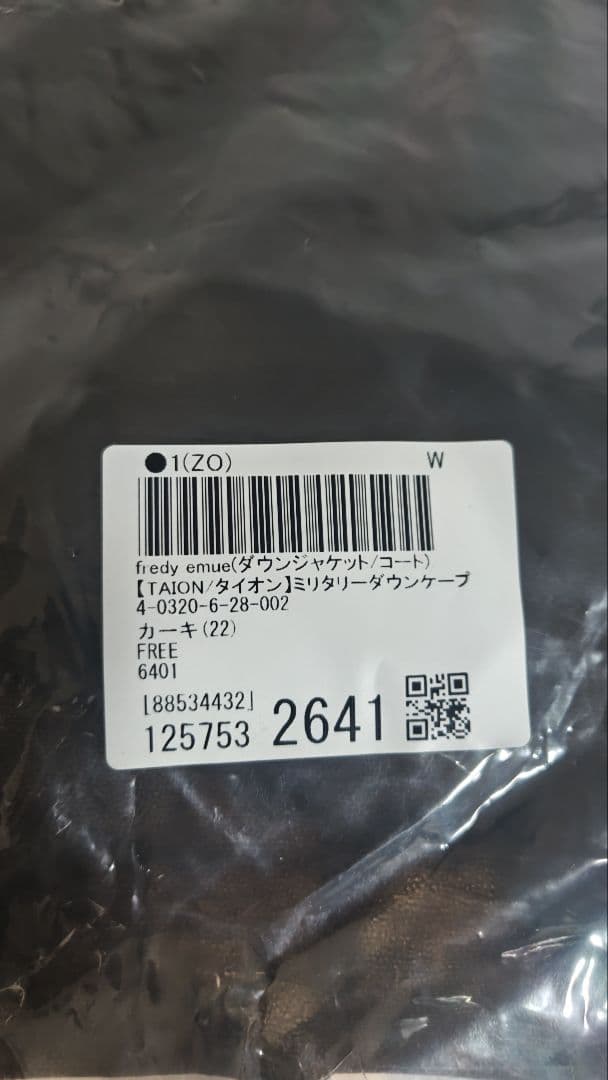 ●1(ZO) W
fredy emue(ダウンジャケット/コート)
【TAION/タイオン】ミリタリーダウンケープ
4-0320-6-28-002
カーキ(22)
FREE
6401
[88534432]
125753 2641